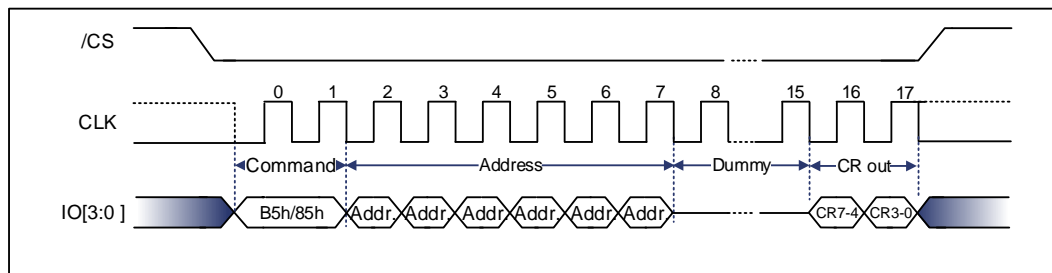 /CS
0 1 2 3 4 5 6 7 8 15 16 17
CLK
Command Address Dummy CR out
IO[3:0 ] B5h/85h Addr. Addr. Addr. Addr. Addr. Addr. CR7-4 CR3-0